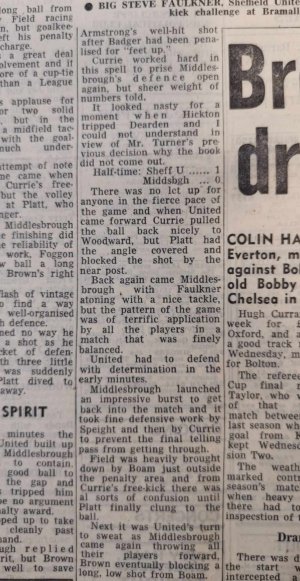 ● BIG STEVE FAULKNER, Sheffield Unite
kick challenge at Bramall
ong ball from
Field racing
n, but goalkee-
eft his penalty
charge.
a great deal
olvement and if
ore of a cup-tie
than a League
s applause for
or two solid
but in the
a midfield tac-
with the goal.
much under-
ttempt of note
me came when
Currie's free-
but the volley
at Platt, who
nger.
Middlesbrough
e finishing did
he reliability of
work, Foggon
w ball a long
Brown's right
lash of vintage
to find a way
well-organised
h defence.
ned no way he
a shot as he
cket of defen-
th three little
was suddenly
Platt dived to
away.
SPIRIT
minutes the
United built up
Middlesbrough
to contain.
good ball to
the gap and
s tripped him
be no argument
alty award.
pped up to take
cleanly past
hand.
ugh replied
rit, but Brown
well to save
Armstrong's well-hit shot
after Badger had been pena-
lised for "feet up."
Currie worked hard in
this spell to prise Middles-
brough's defence open
again, but sheer weight of
numbers told.
It looked nasty for a
moment when Hickton
tripped Dearden and I
could not understand in
view of Mr. Turner's pre-
vious decision why the book
did not come out.
Half-time: Sheff U ...... 1
Middsbgh ... 0
There was no let up for
anyone in the fierce pace of
the game and when United
came forward Currie pulled
the ball back nicely to
Woodward, but Platt had
the angle covered and
blocked the shot by the
near post.
Back again came Middles-
brough, with Faulkner
atoning with a nice tackle,
but the pattern of the game
was of terrific application
by all the players in a
match that was finely
balanced.
United had to defend
with determination in the
early minutes.
Middlesbrough launched
an impressive burst to get
back into the match and it
took fine defensive work by
Speight and then by Currie
to prevent the final telling
pass from getting through.
Field was heavily brought
down by Boam just outside
the penalty area and from
Currie's free-kick there was
all sorts of confusion until
Platt finally clung to the
ball.
Next it was United's turn
to sweat as Middlesbrough
came again throwing all
their players forward,
Brown eventually blocking a
long, low shot from Boam.
Br
dr
COLIN HA
Everton, m
against Bo
old Bobby
Chelsea in
Hugh Curra
week for
Oxford, and a
a good track r
Wednesday, m
for Bolton.
The refere
Cup final
Taylor, who w
of that
match betwee
last season wh
goal from K
kept Wednesd
sion Two.
The weath
marked contr
season's matc
when heavy
there had to
inspecstion of
Dra
There was d
the start
intercepted